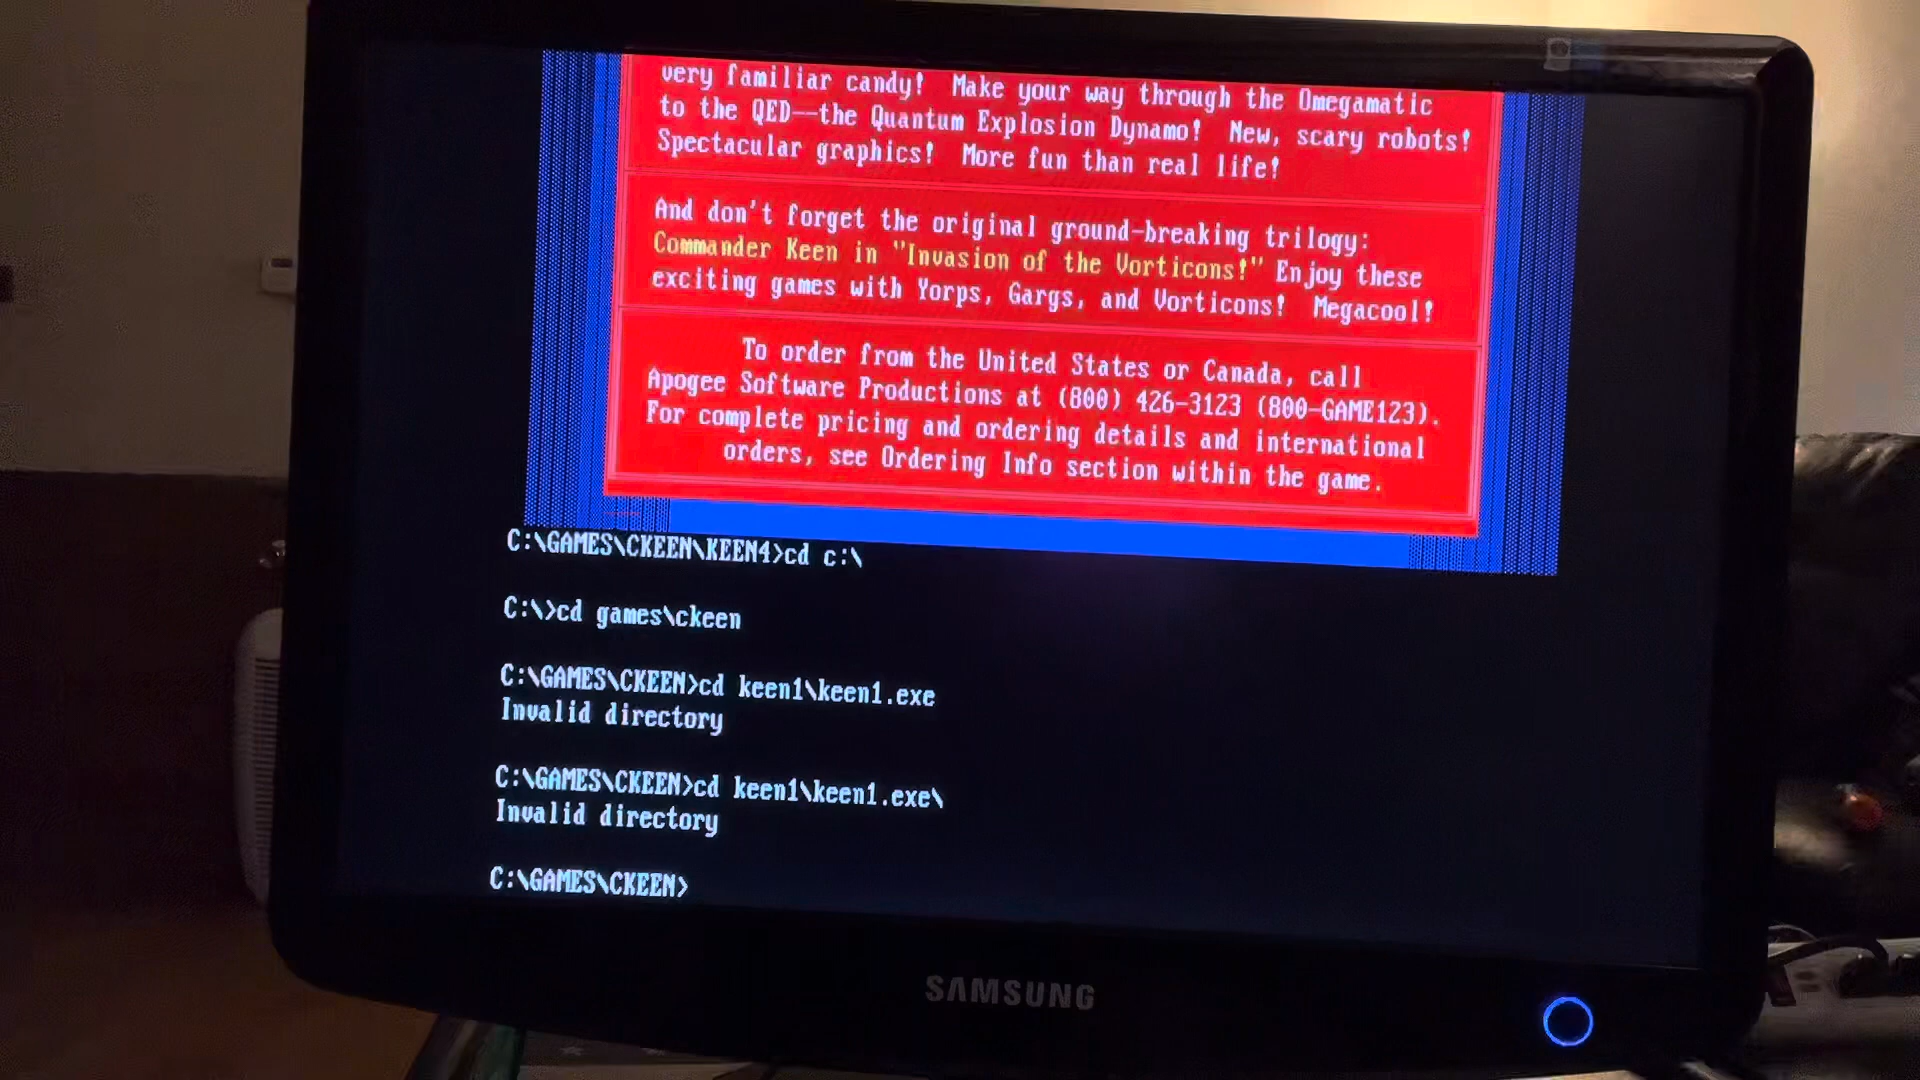 very familiar candy!  Make your way through the Omegamatic
to the QED--the Quantum Explosion Dynamo!  New, scary robots!
Spectacular graphics!  More fun than real life!
And don't forget the original ground-breaking trilogy:
Commander Keen in "Invasion of the Vorticons!" Enjoy these
exciting games with Yorps, Gargs, and Vorticons!  Megacool!
To order from the United States or Canada, call
Apogee Software Productions at (800) 426-3123 (800-GAME123).
For complete pricing and ordering details and international
orders, see Ordering Info section within the game.
C:\GAMES\CKEEN\KEEN4>cd c:\
C:\>cd games\ckeen
C:\GAMES\CKEEN>cd keen1\keen1.exe
Invalid directory
C:\GAMES\CKEEN>cd keen1\keen1.exe\
Invalid directory
C:\GAMES\CKEEN>
SAMSUNG